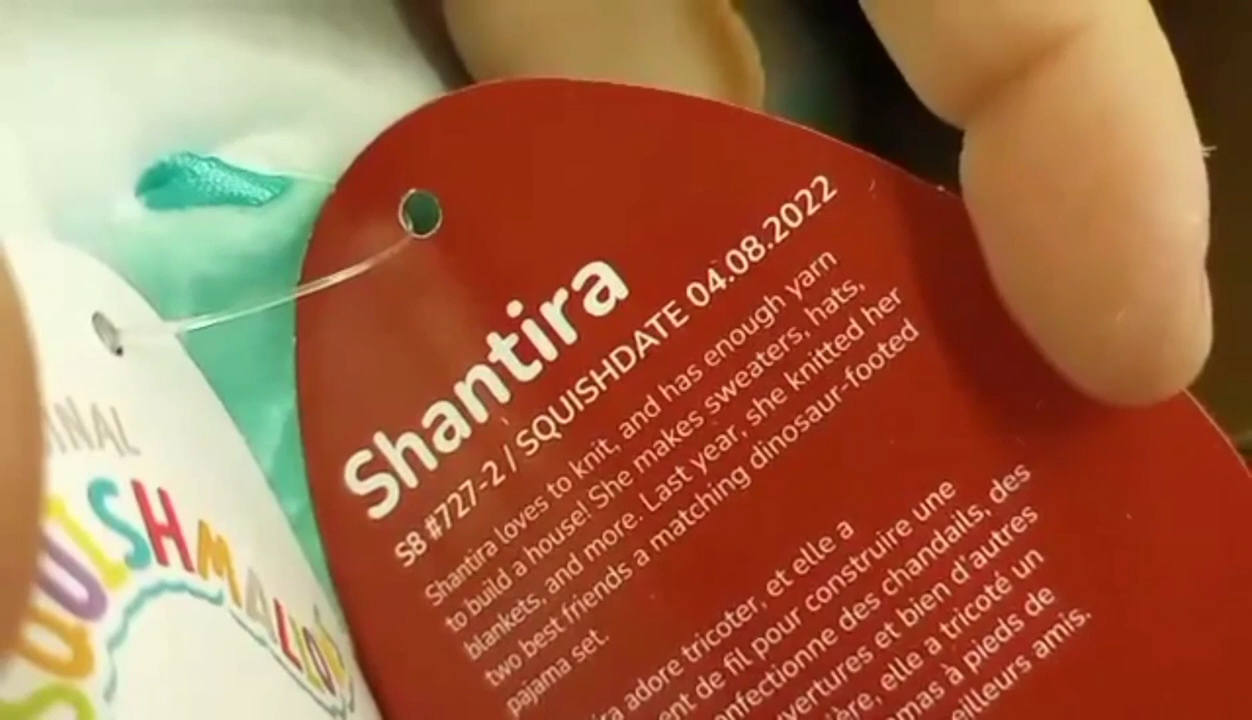 SQUISHMALLOW
Shantira
S8 #727-2 / SQUISHDATE 04.08.2022
Shantira loves to knit, and has enough yarn
to build a house! She makes sweaters, hats,
blankets, and more. Last year, she knitted her
two best friends a matching dinosaur-footed
pajama set.
adore tricoter, et elle a
de fil pour construire une
des chandails, des
et bien d'autres
elle a tricoté un
à pieds de
amis.